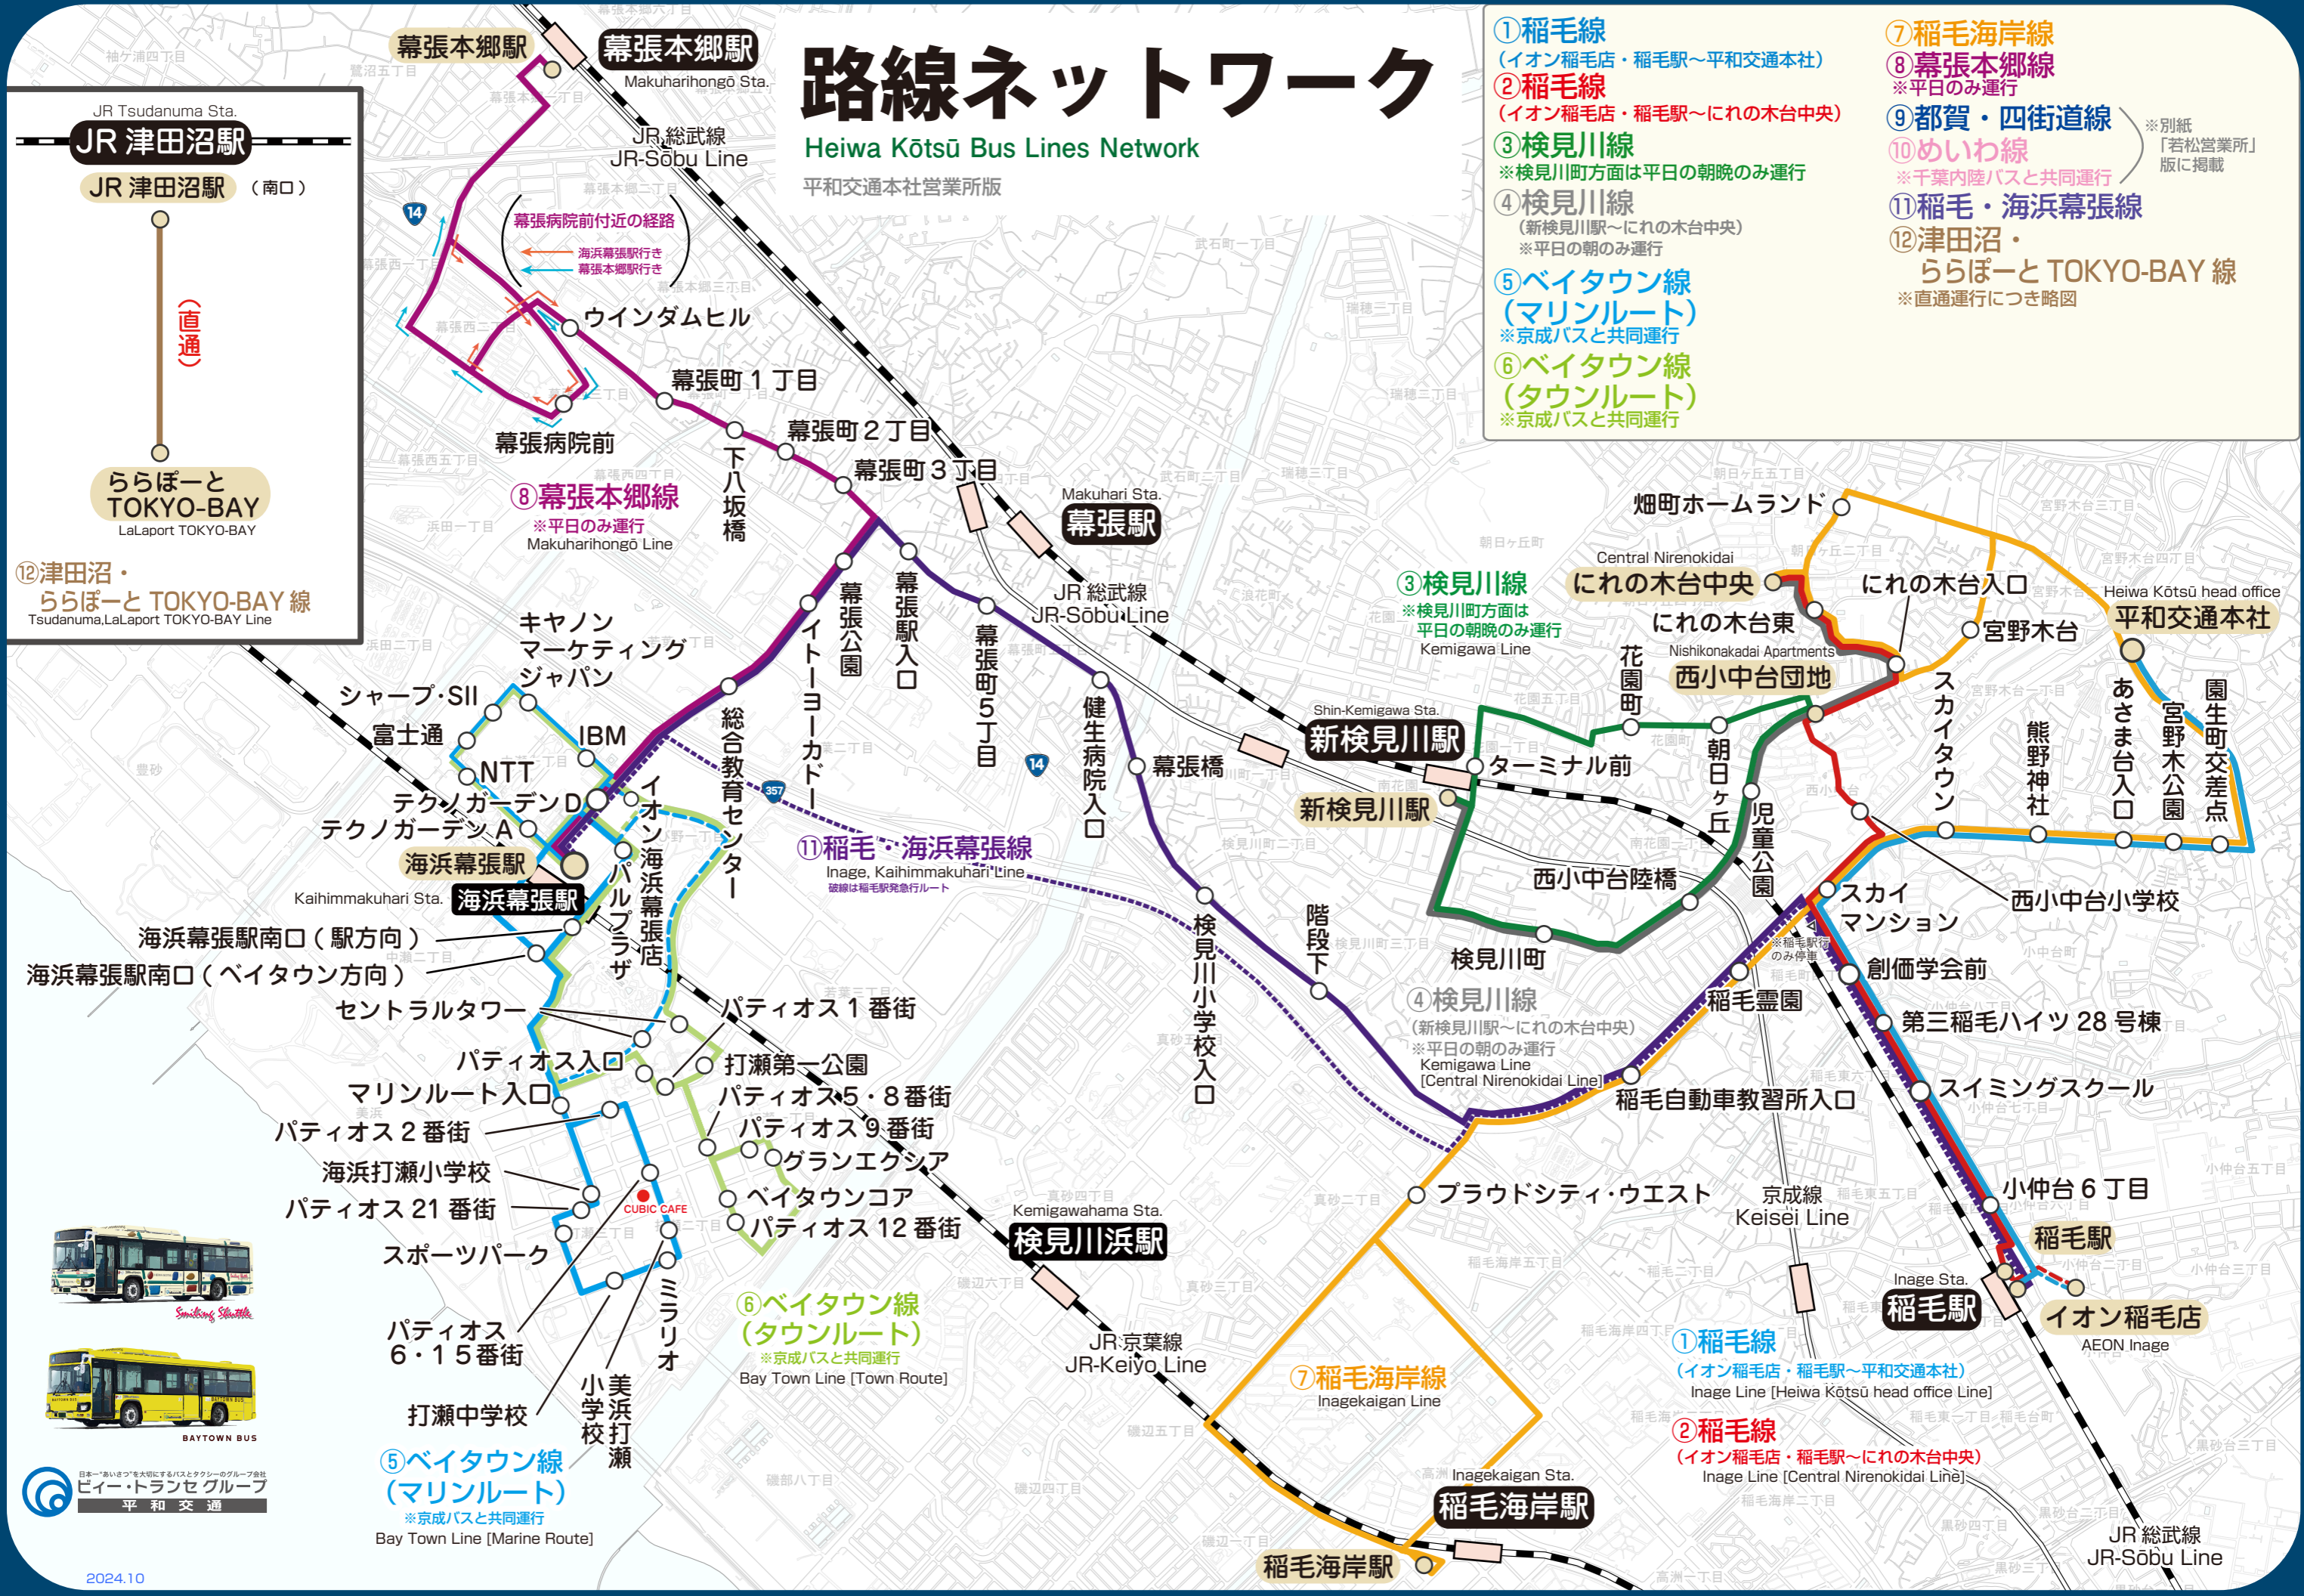 路線ネットワーク
Heiwa Kōtsū Bus Lines Network
平和交通本社営業所版
①稲毛線
（イオン稲毛店・稲毛駅〜平和交通本社）
②稲毛線
（イオン稲毛店・稲毛駅〜にれの木台中央）
③検見川線
※検見川町方面は平日の朝晩のみ運行
④検見川線
（新検見川駅〜にれの木台中央）
※平日の朝のみ運行
⑤ベイタウン線
（マリンルート）
※京成バスと共同運行
⑥ベイタウン線
（タウンルート）
※京成バスと共同運行
⑦稲毛海岸線
⑧幕張本郷線
※平日のみ運行
⑨都賀・四街道線
⑩めいわ線
※千葉内陸バスと共同運行
※別紙
「若松営業所」
版に掲載
⑪稲毛・海浜幕張線
⑫津田沼・
ららぽーと TOKYO-BAY 線
※直通運行につき略図
JR Tsudanuma Sta.
JR 津田沼駅
JR 津田沼駅
（南口）
（直通）
ららぽーと
TOKYO-BAY
LaLaport TOKYO-BAY
⑫津田沼・
ららぽーと TOKYO-BAY 線
Tsudanuma,LaLaport TOKYO-BAY Line
幕張本郷駅
幕張本郷駅
Makuharihongō Sta.
JR 総武線
JR-Sōbu Line
14
幕張病院前付近の経路
海浜幕張駅行き
幕張本郷駅行き
ウインダムヒル
幕張町１丁目
幕張病院前
下八坂橋
幕張町２丁目
幕張町３丁目
⑧幕張本郷線
※平日のみ運行
Makuharihongō Line
Makuhari Sta.
幕張駅
JR 総武線
JR-Sōbu Line
幕張公園
幕張駅入口
イトーヨーカドー
幕張町５丁目
総合教育センター
健生病院入口
14
357
幕張橋
キヤノン
マーケティング
ジャパン
シャープ・SII
富士通
IBM
NTT
テクノガーデン D
テクノガーデン A
海浜幕張駅
Kaihimmakuhari Sta.
海浜幕張駅
イオン海浜幕張店
パルプラザ
海浜幕張駅南口（駅方向）
海浜幕張駅南口（ベイタウン方向）
セントラルタワー
パティオス１番街
パティオス入口
打瀬第一公園
マリンルート入口
パティオス５・８番街
パティオス２番街
パティオス９番街
グランエクシア
海浜打瀬小学校
パティオス 21 番街
CUBIC CAFE
ベイタウンコア
パティオス 12 番街
スポーツパーク
パティオス
６・１５番街
ミラリオ
打瀬中学校
美浜打瀬
小学校
⑤ベイタウン線
（マリンルート）
※京成バスと共同運行
Bay Town Line [Marine Route]
⑥ベイタウン線
（タウンルート）
※京成バスと共同運行
Bay Town Line [Town Route]
⑪稲毛・海浜幕張線
Inage, Kaihimmakuhari Line
破線は稲毛駅発急行ルート
検見川小学校入口
階段下
Kemigawahama Sta.
検見川浜駅
JR 京葉線
JR-Keiyo Line
③検見川線
※検見川町方面は
平日の朝晩のみ運行
Kemigawa Line
Shin-Kemigawa Sta.
新検見川駅
新検見川駅
ターミナル前
花園町
朝日ヶ丘
児童公園
西小中台陸橋
検見川町
④検見川線
（新検見川駅〜にれの木台中央）
※平日の朝のみ運行
Kemigawa Line
[Central Nirenokidai Line]
畑町ホームランド
Central Nirenokidai
にれの木台中央
にれの木台入口
にれの木台東
Nishikonakadai Apartments
西小中台団地
宮野木台
Heiwa Kōtsū head office
平和交通本社
スカイタウン
熊野神社
あさま台入口
宮野木公園
園生町交差点
西小中台小学校
スカイ
マンション
※稲毛駅行
のみ停車
創価学会前
稲毛霊園
第三稲毛ハイツ 28 号棟
稲毛自動車教習所入口
スイミングスクール
プラウドシティ・ウエスト
京成線
Keisei Line
小仲台６丁目
稲毛駅
Inage Sta.
稲毛駅
イオン稲毛店
AEON Inage
①稲毛線
（イオン稲毛店・稲毛駅〜平和交通本社）
Inage Line [Heiwa Kōtsū head office Line]
②稲毛線
（イオン稲毛店・稲毛駅〜にれの木台中央）
Inage Line [Central Nirenokidai Line]
⑦稲毛海岸線
Inagekaigan Line
Inagekaigan Sta.
稲毛海岸駅
稲毛海岸駅
JR 総武線
JR-Sōbu Line
Smiling Shuttle
BAYTOWN BUS
日本一"あいさつ"を大切にするバスとタクシーのグループ会社
ビィー・トランセ グループ
平和交通
2024.10